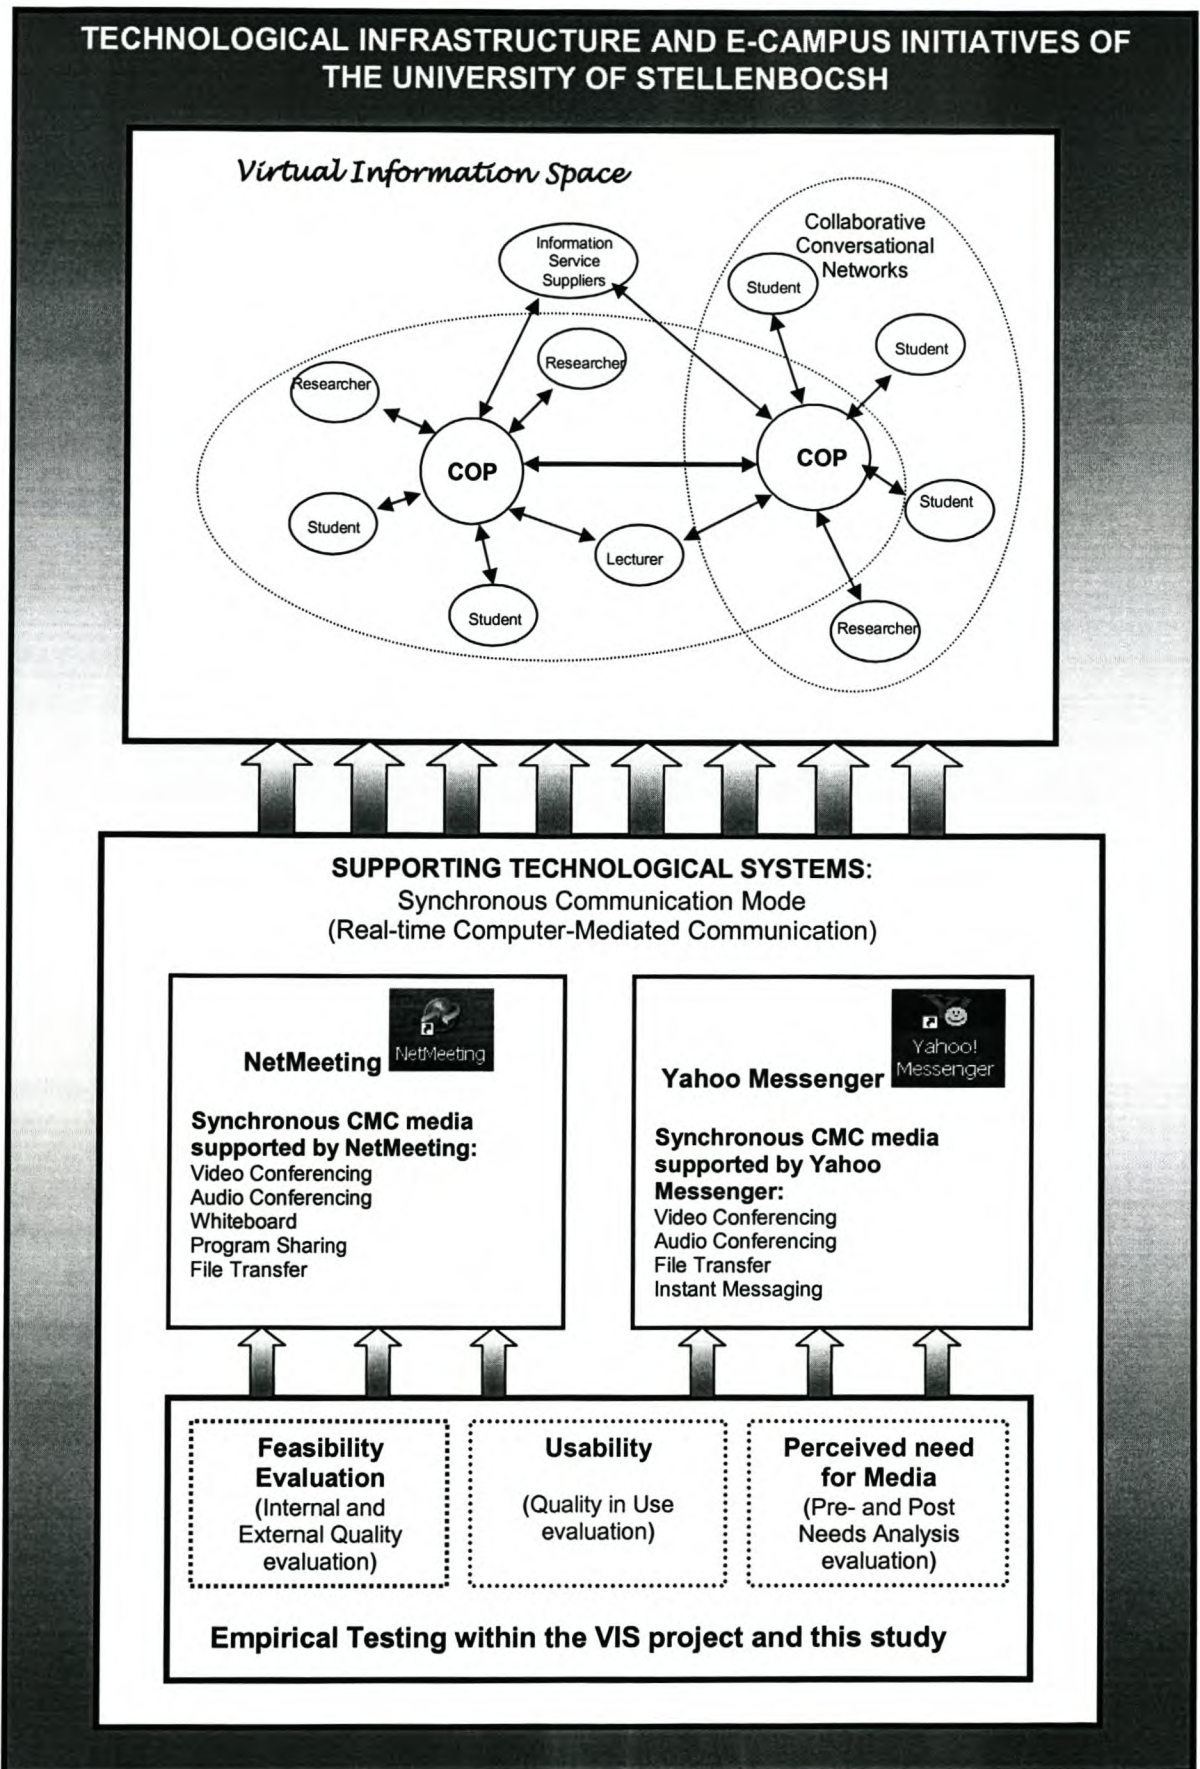 TECHNOLOGICAL INFRASTRUCTURE AND E-CAMPUS INITIATIVES OF
THE UNIVERSITY OF STELLENBOCSH
Virtual Information Space
Collaborative
Conversational
Networks
Information
Service
Suppliers
Student
Student
Researcher
Researcher
COP
COP
Student
Student
Lecturer
Student
Researcher
SUPPORTING TECHNOLOGICAL SYSTEMS:
Synchronous Communication Mode
(Real-time Computer-Mediated Communication)
NetMeeting
NetMeeting
Synchronous CMC media
supported by NetMeeting:
Video Conferencing
Audio Conferencing
Whiteboard
Program Sharing
File Transfer
Yahoo Messenger
Yahoo!
Messenger
Synchronous CMC media
supported by Yahoo
Messenger:
Video Conferencing
Audio Conferencing
File Transfer
Instant Messaging
Feasibility
Evaluation
(Internal and
External Quality
evaluation)
Usability
(Quality in Use
evaluation)
Perceived need
for Media
(Pre- and Post
Needs Analysis
evaluation)
Empirical Testing within the VIS project and this study